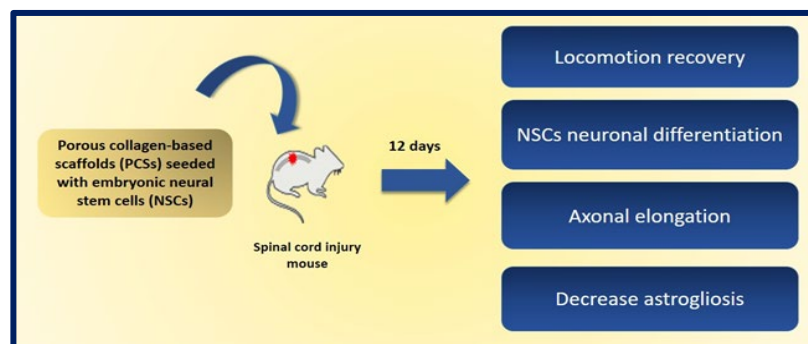 Porous collagen-based
scaffolds (PCSs) seeded
with embryonic neural
stem cells (NSCs)
Spinal cord injury
mouse
12 days
Locomotion recovery
NSCs neuronal differentiation
Axonal elongation
Decrease astrogliosis